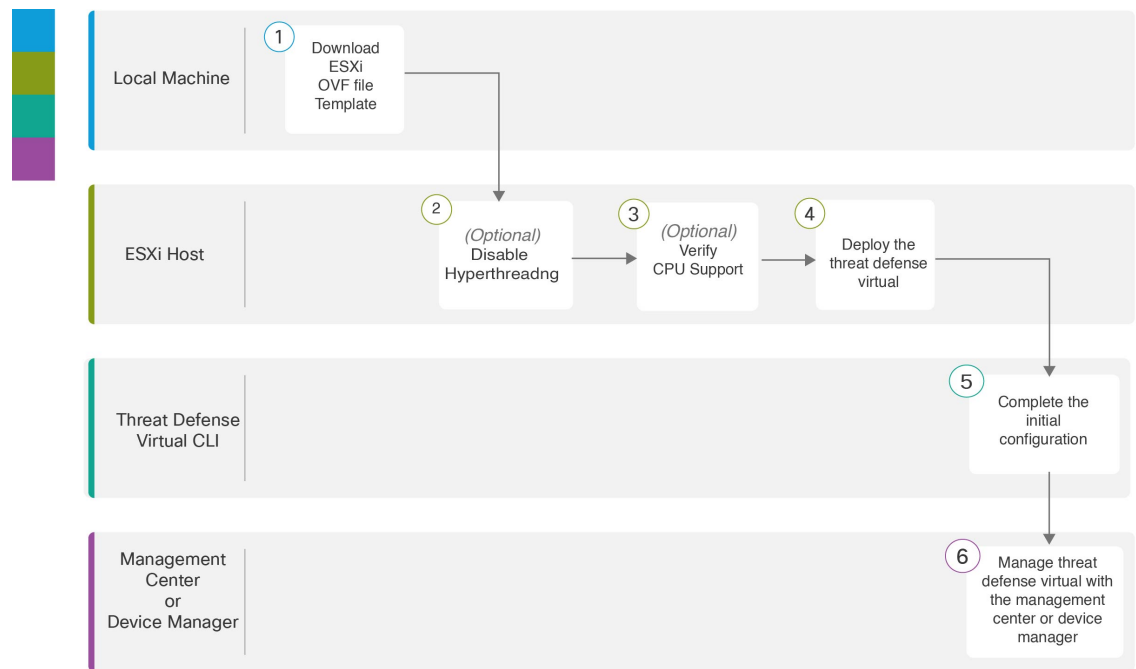 Local Machine
1
Download
ESXi
OVF file
Template
ESXi Host
2
(Optional)
Disable
Hyperthreadng
3
(Optional)
Verify
CPU Support
4
Deploy the
threat defense
virtual
Threat Defense
Virtual CLI
5
Complete the
initial
configuration
Management
Center
or
Device Manager
6
Manage threat
defense virtual with
the management
center or device
manager